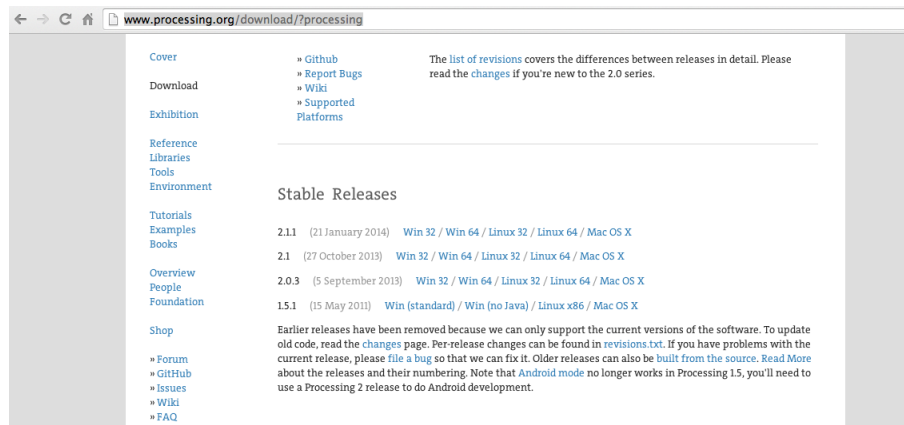 www.processing.org/download/?processing
Cover
Download
Exhibition
Reference
Libraries
Tools
Environment
Tutorials
Examples
Books
Overview
People
Foundation
Shop
» Forum
» GitHub
» Issues
» Wiki
» FAQ
» Github
» Report Bugs
» Wiki
» Supported
Platforms
The list of revisions covers the differences between releases in detail. Please
read the changes if you're new to the 2.0 series.
Stable Releases
2.1.1 (21 January 2014) Win 32 / Win 64 / Linux 32 / Linux 64 / Mac OS X
2.1 (27 October 2013) Win 32 / Win 64 / Linux 32 / Linux 64 / Mac OS X
2.0.3 (5 September 2013) Win 32 / Win 64 / Linux 32 / Linux 64 / Mac OS X
1.5.1 (15 May 2011) Win (standard) / Win (no Java) / Linux x86 / Mac OS X
Earlier releases have been removed because we can only support the current versions of the software. To update
old code, read the changes page. Per-release changes can be found in revisions.txt. If you have problems with the
current release, please file a bug so that we can fix it. Older releases can also be built from the source. Read More
about the releases and their numbering. Note that Android mode no longer works in Processing 1.5, you'll need to
use a Processing 2 release to do Android development.